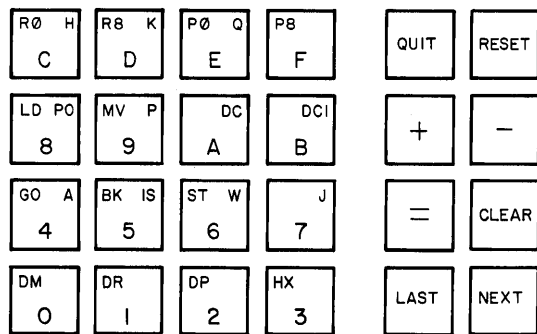 RØ H R8 K PØ Q P8
C D E F QUIT RESET
LD PO MV P DC DCI
8 9 A B + -
GO A BK IS ST W J
4 5 6 7 = CLEAR
DM DR DP HX
0 1 2 3 LAST NEXT